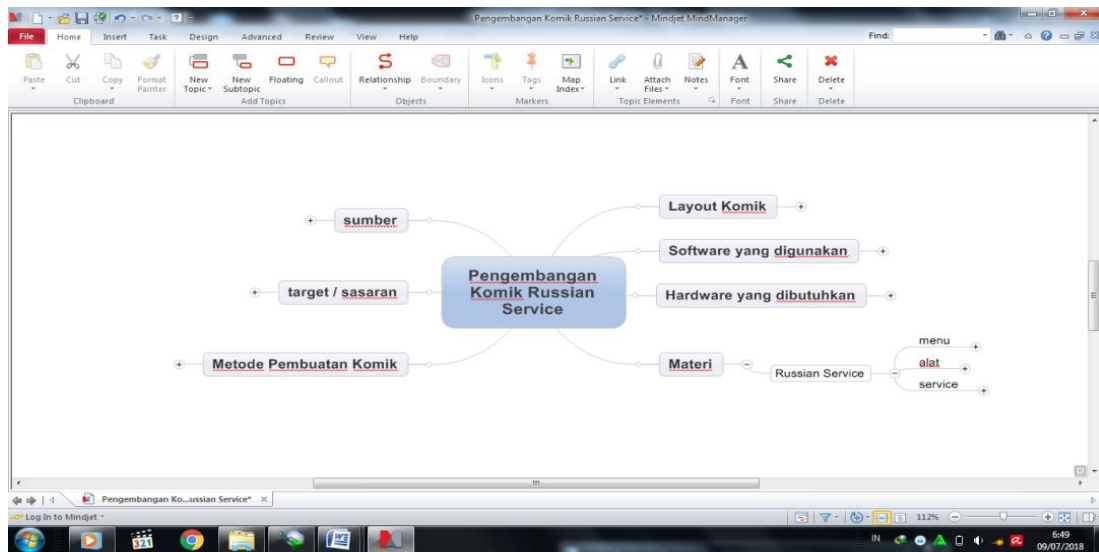 Pengembangan Komik Russian Service* - Mindjet MindManager
File Home Insert Task Design Advanced Review View Help Find:
Paste Cut Copy Format Painter New Topic New Subtopic Floating Callout Relationship Boundary Icons Tags Map Index Link Attach Files Notes Font Share Delete
Clipboard Add Topics Objects Markers Topic Elements Font Share Delete
sumber
target / sasaran
Metode Pembuatan Komik
Pengembangan
Komik Russian
Service
Layout Komik
Software yang digunakan
Hardware yang dibutuhkan
Materi
Russian Service
menu
alat
service
Pengembangan Ko...ussian Service*
Log In to Mindjet
112%
321
IN
6:49
09/07/2018